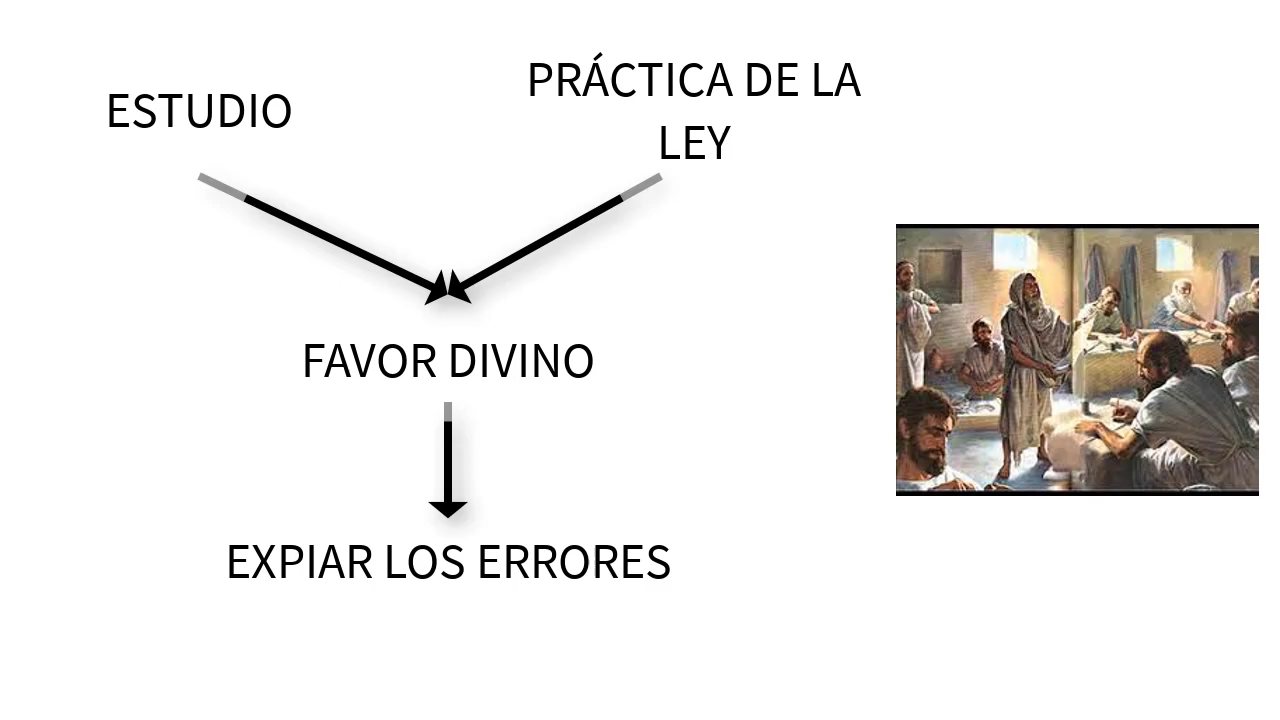 ESTUDIO
PRÁCTICA DE LA
LEY
FAVOR DIVINO
EXPIAR LOS ERRORES